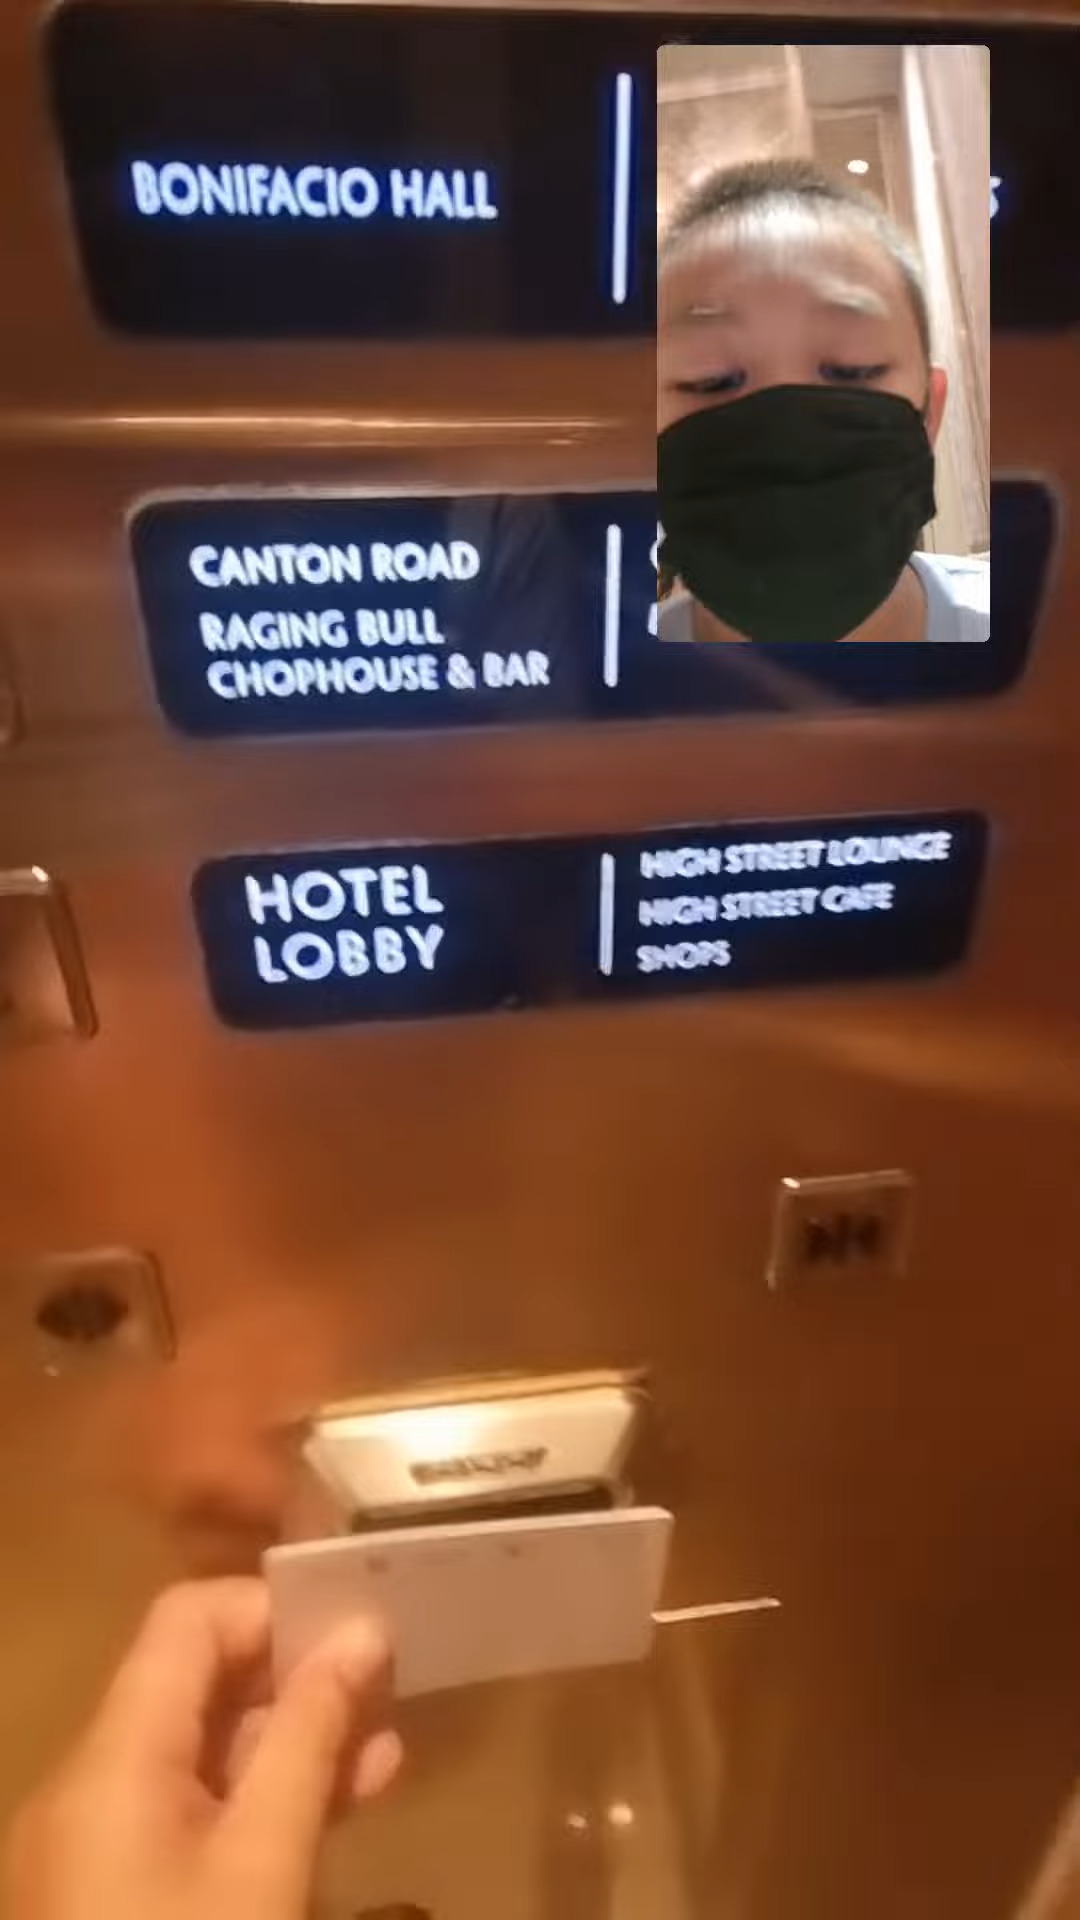 BONIFACIO HALL
CANTON ROAD
RAGING BULL
CHOPHOUSE & BAR
HOTEL
LOBBY
HIGH STREET LOUNGE
HIGH STREET CAFE
SHOPS